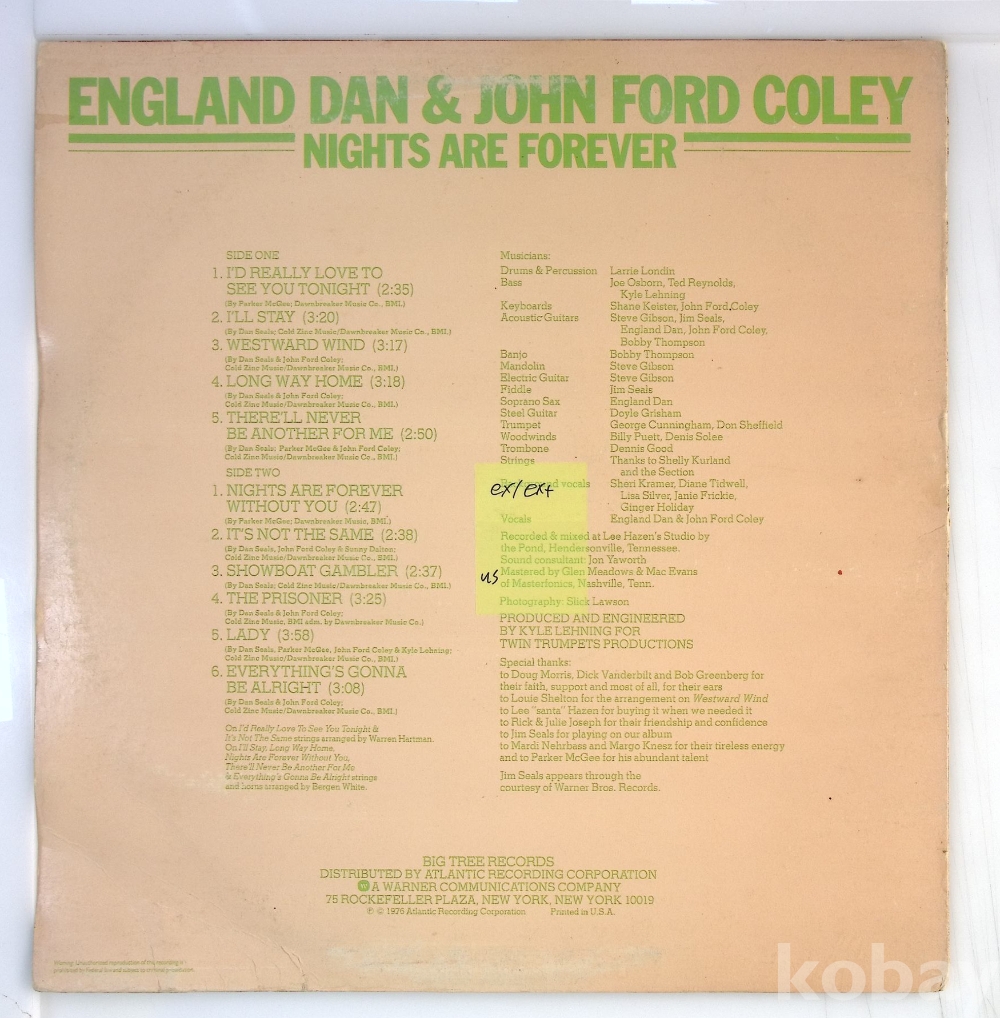 ENGLAND DAN & JOHN FORD COLEY
NIGHTS ARE FOREVER
SIDE ONE
1. I'D REALLY LOVE TO
SEE YOU TONIGHT (2:35)
(By Parker McGee; Dawnbreaker Music Co., BMI.)
2. I'LL STAY (3:20)
(By Dan Seals; Cold Zinc Music/Dawnbreaker Music Co., BMI.)
3. WESTWARD WIND (3:17)
(By Dan Seals & John Ford Coley;
Cold Zinc Music/Dawnbreaker Music Co., BMI.)
4. LONG WAY HOME (3:18)
(By Dan Seals & John Ford Coley;
Cold Zinc Music/Dawnbreaker Music Co., BMI.)
5. THERE'LL NEVER
BE ANOTHER FOR ME (2:50)
(By Dan Seals; Parker McGee & John Ford Coley;
Cold Zinc Music/Dawnbreaker Music Co., BMI.)
SIDE TWO
1. NIGHTS ARE FOREVER
WITHOUT YOU (2:47)
(By Parker McGee; Dawnbreaker Music, BMI.)
2. IT'S NOT THE SAME (2:38)
(By Dan Seals, John Ford Coley & Sunny Dalton;
Cold Zinc Music/Dawnbreaker Music Co., BMI.)
3. SHOWBOAT GAMBLER (2:37)
(By Dan Seals; Cold Zinc Music/Dawnbreaker Music Co., BMI.)
4. THE PRISONER (3:25)
(By Dan Seals & John Ford Coley;
Cold Zinc Music, BMI adm. by Dawnbreaker Music Co.)
5. LADY (3:58)
(By Dan Seals, Parker McGee, John Ford Coley & Kyle Lehning;
Cold Zinc Music/Dawnbreaker Music Co., BMI.)
6. EVERYTHING'S GONNA
BE ALRIGHT (3:08)
(By Dan Seals & John Ford Coley;
Cold Zinc Music/Dawnbreaker Music Co., BMI.)
On I'd Really Love To See You Tonight &
It's Not The Same strings arranged by Warren Hartman.
On I'll Stay, Long Way Home,
Nights Are Forever Without You,
There'll Never Be Another For Me
& Everything's Gonna Be Alright strings
and horns arranged by Bergen White.
Musicians:
Drums & Percussion Larrie Londin
Bass Joe Osborn, Ted Reynolds,
Kyle Lehning
Keyboards Shane Keister, John Ford Coley
Acoustic Guitars Steve Gibson, Jim Seals,
England Dan, John Ford Coley,
Bobby Thompson
Banjo Bobby Thompson
Mandolin Steve Gibson
Electric Guitar Steve Gibson
Fiddle Jim Seals
Soprano Sax England Dan
Steel Guitar Doyle Grisham
Trumpet George Cunningham, Don Sheffield
Woodwinds Billy Puett, Denis Solee
Trombone Dennis Good
Strings Thanks to Shelly Kurland
and the Section
Background vocals Sheri Kramer, Diane Tidwell,
Lisa Silver, Janie Frickie,
Ginger Holiday
ex/ex+
Vocals England Dan & John Ford Coley
Recorded & mixed at Lee Hazen's Studio by
the Pond, Hendersonville, Tennessee.
Sound consultant: Jon Yaworth
Mastered by Glen Meadows & Mac Evans
of Masterfonics, Nashville, Tenn.
us
Photography: Slick Lawson
PRODUCED AND ENGINEERED
BY KYLE LEHNING FOR
TWIN TRUMPETS PRODUCTIONS
Special thanks:
to Doug Morris, Dick Vanderbilt and Bob Greenberg for
their faith, support and most of all, for their ears
to Louie Shelton for the arrangement on Westward Wind
to Lee "santa" Hazen for buying it when we needed it
to Rick & Julie Joseph for their friendship and confidence
to Jim Seals for playing on our album
to Mardi Nehrbass and Margo Knesz for their tireless energy
and to Parker McGee for his abundant talent
Jim Seals appears through the
courtesy of Warner Bros. Records.
BIG TREE RECORDS
DISTRIBUTED BY ATLANTIC RECORDING CORPORATION
A WARNER COMMUNICATIONS COMPANY
75 ROCKEFELLER PLAZA, NEW YORK, NEW YORK 10019
℗ © 1976 Atlantic Recording Corporation Printed in U.S.A.
Warning: Unauthorized reproduction of this recording is
prohibited by Federal law and subject to criminal prosecution.
kobay